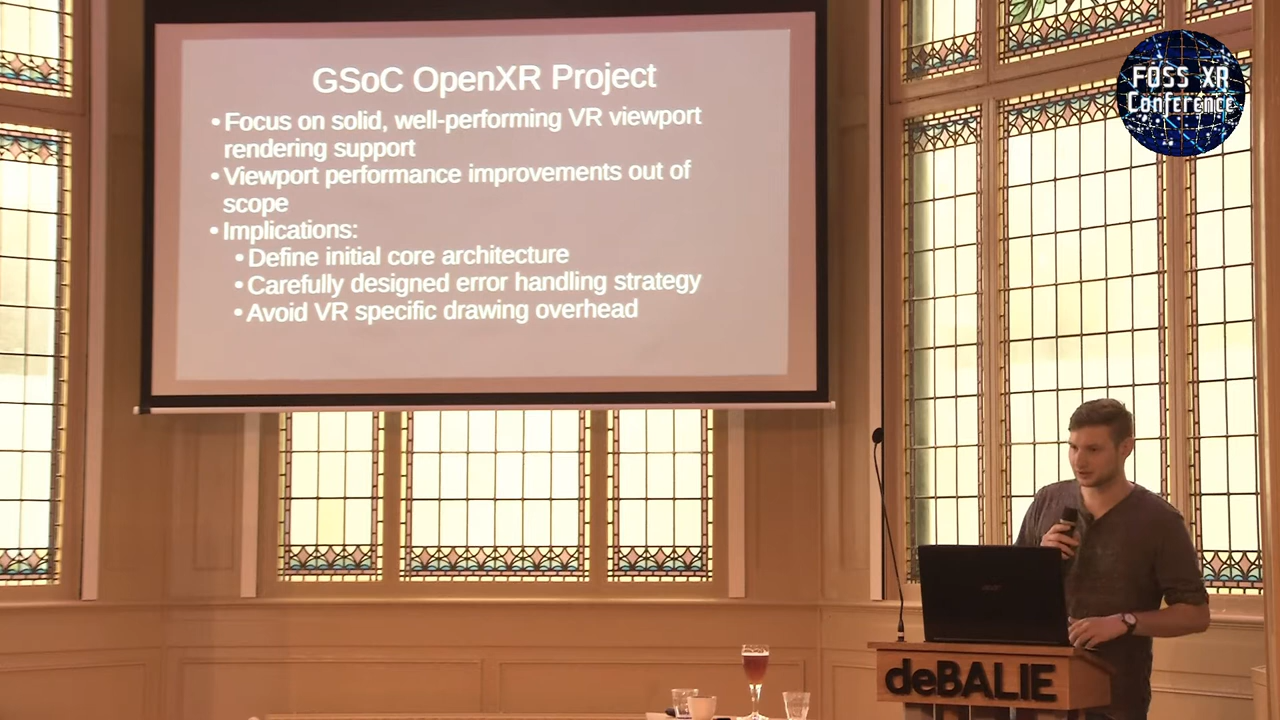 GSoC OpenXR Project
• Focus on solid, well-performing VR viewport
rendering support
• Viewport performance improvements out of
scope
• Implications:
• Define initial core architecture
• Carefully designed error handling strategy
• Avoid VR specific drawing overhead
FOSS XR
Conference
acer
deBALIE